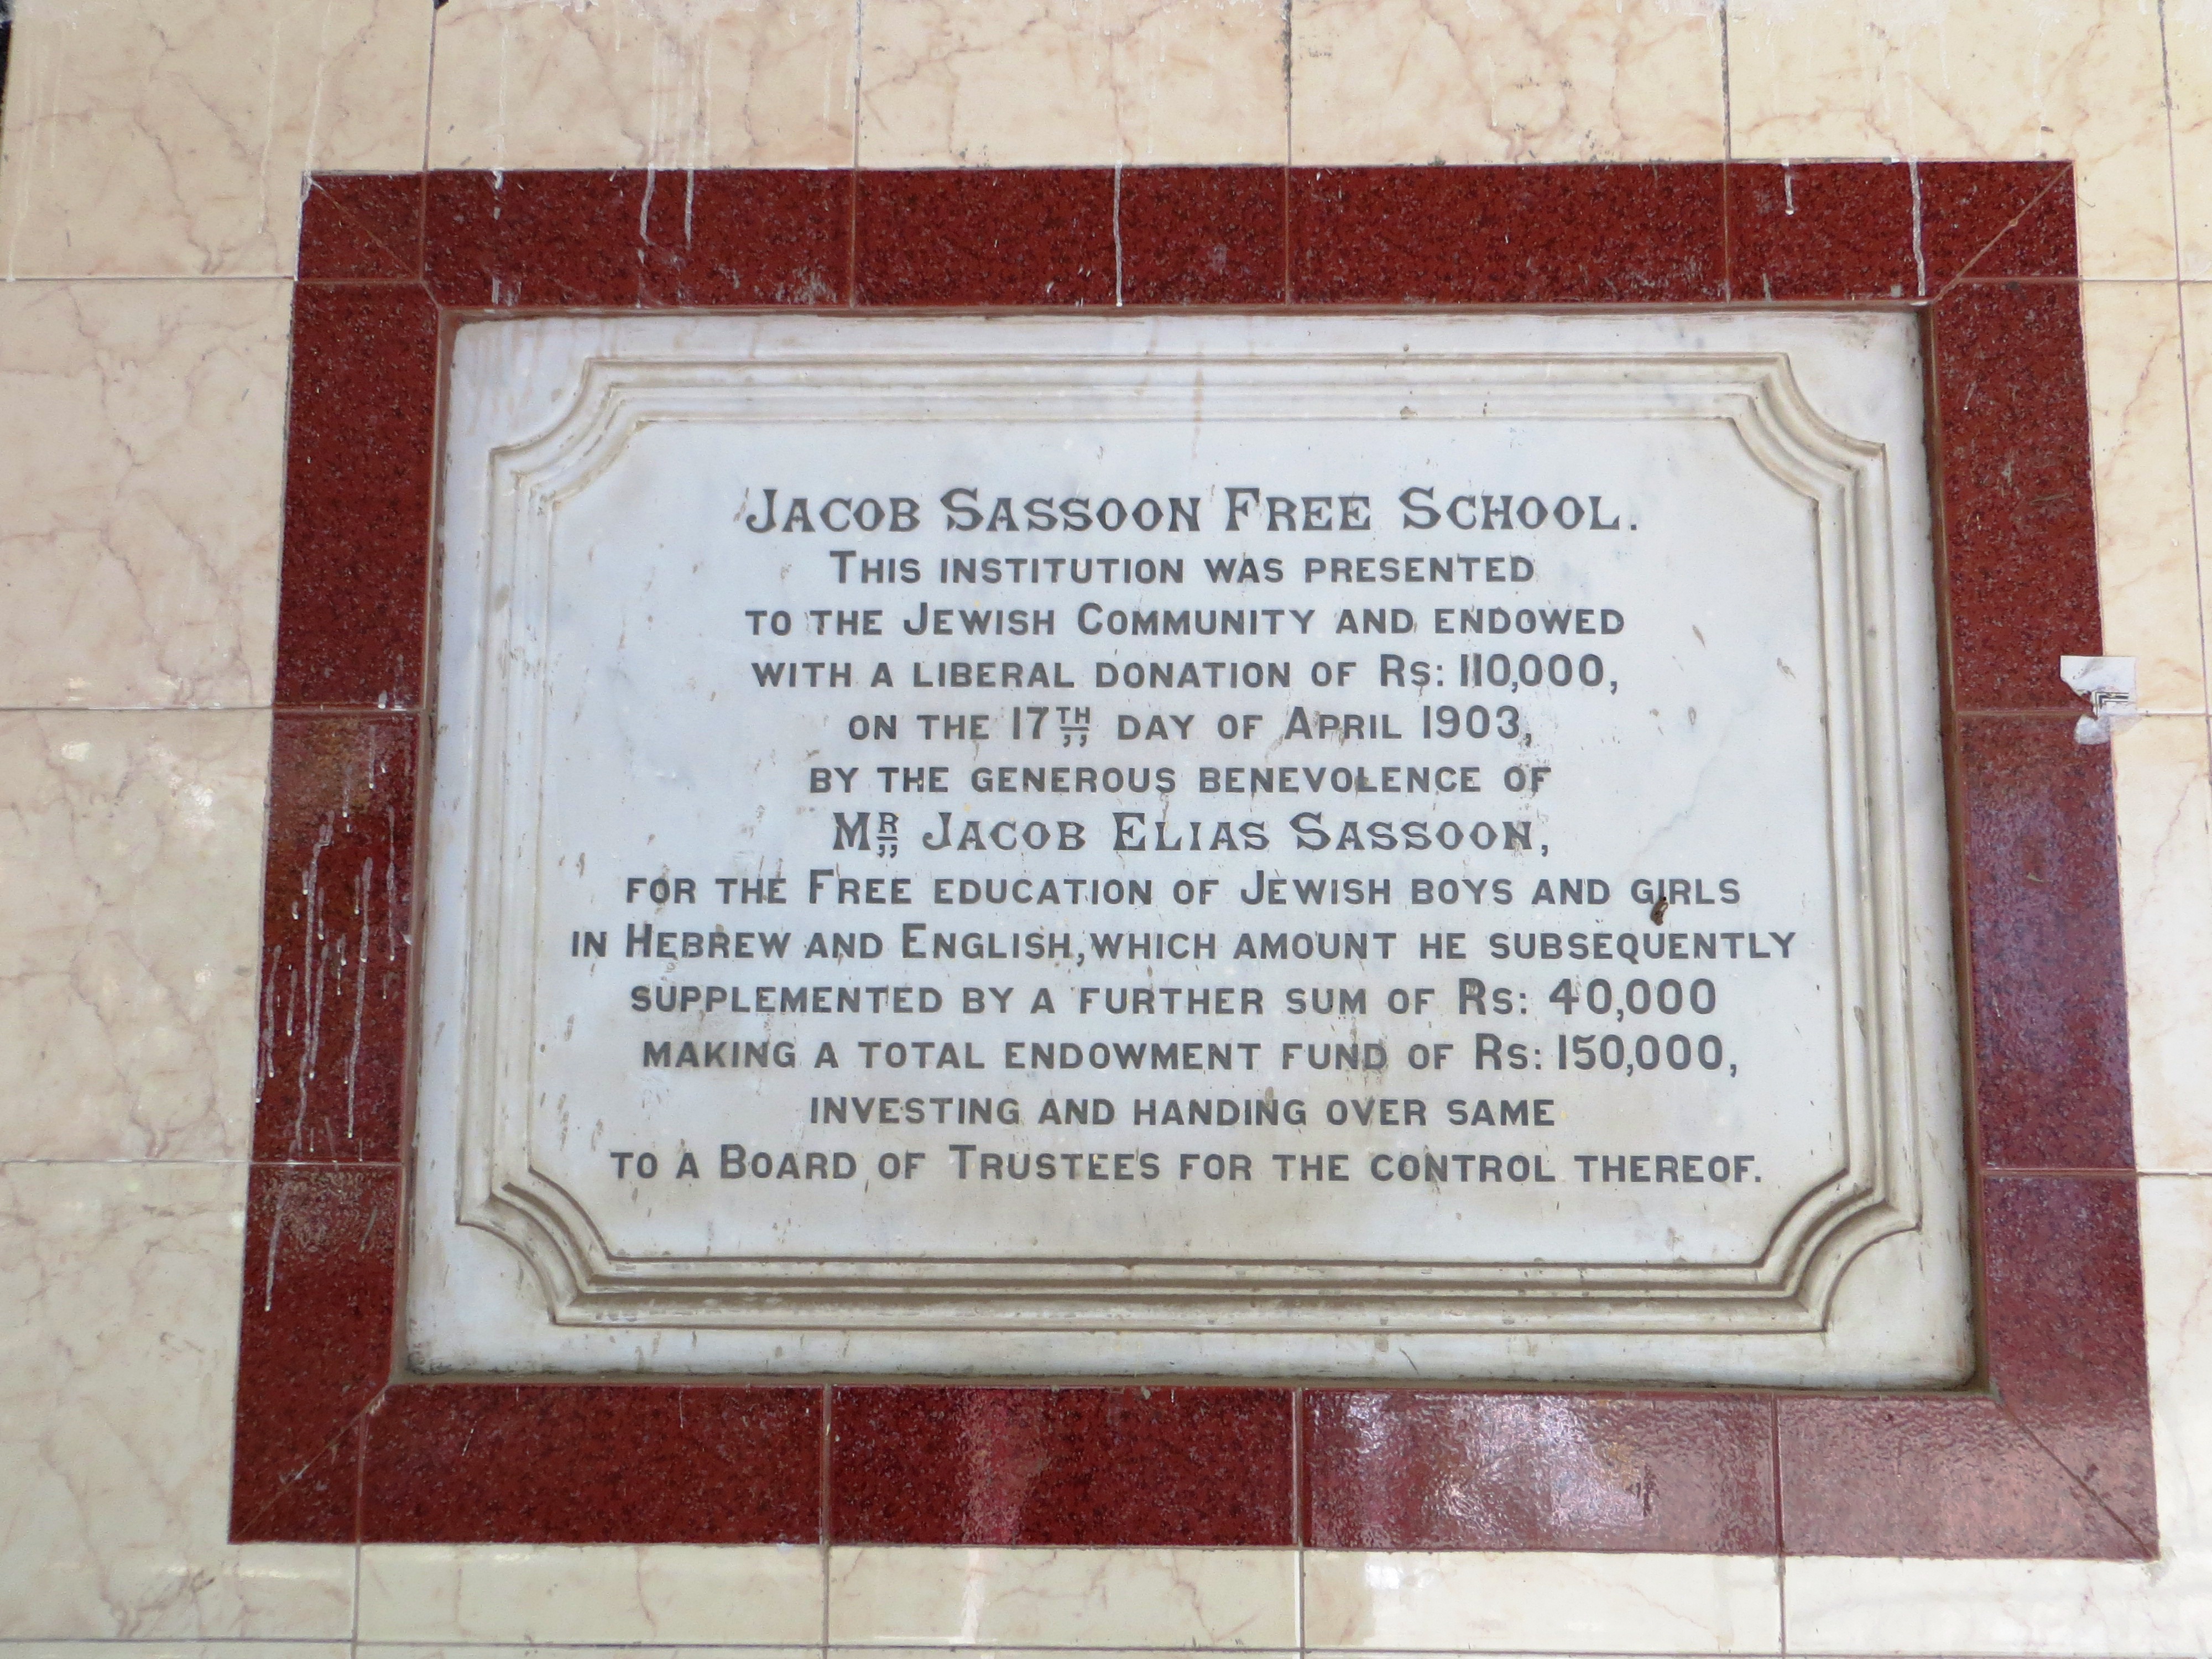 JACOB SASSOON FREE SCHOOL.
THIS INSTITUTION WAS PRESENTED
TO THE JEWISH COMMUNITY AND ENDOWED
WITH A LIBERAL DONATION OF RS: 110,000,
ON THE 17TH DAY OF APRIL 1903,
BY THE GENEROUS BENEVOLENCE OF
MR JACOB ELIAS SASSOON,
FOR THE FREE EDUCATION OF JEWISH BOYS AND GIRLS
IN HEBREW AND ENGLISH, WHICH AMOUNT HE SUBSEQUENTLY
SUPPLEMENTED BY A FURTHER SUM OF RS: 40,000
MAKING A TOTAL ENDOWMENT FUND OF RS: 150,000,
INVESTING AND HANDING OVER SAME
TO A BOARD OF TRUSTEES FOR THE CONTROL THEREOF.